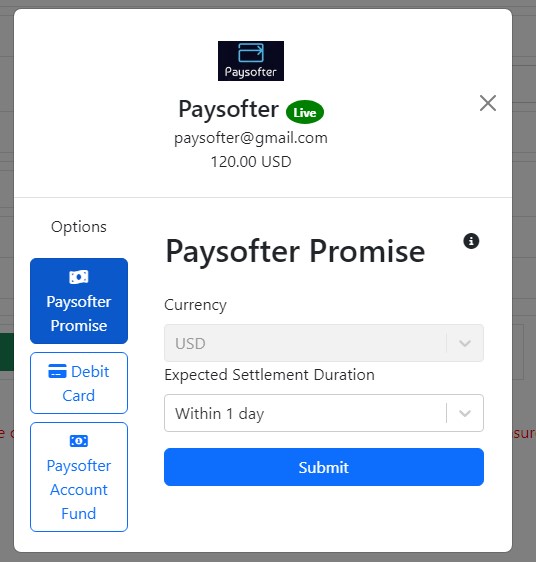 Paysofter
Paysofter Live
paysofter@gmail.com
120.00 USD
Options
Paysofter
Promise
Debit
Card
Paysofter
Account
Fund
Paysofter Promise
Currency
USD
Expected Settlement Duration
Within 1 day
Submit